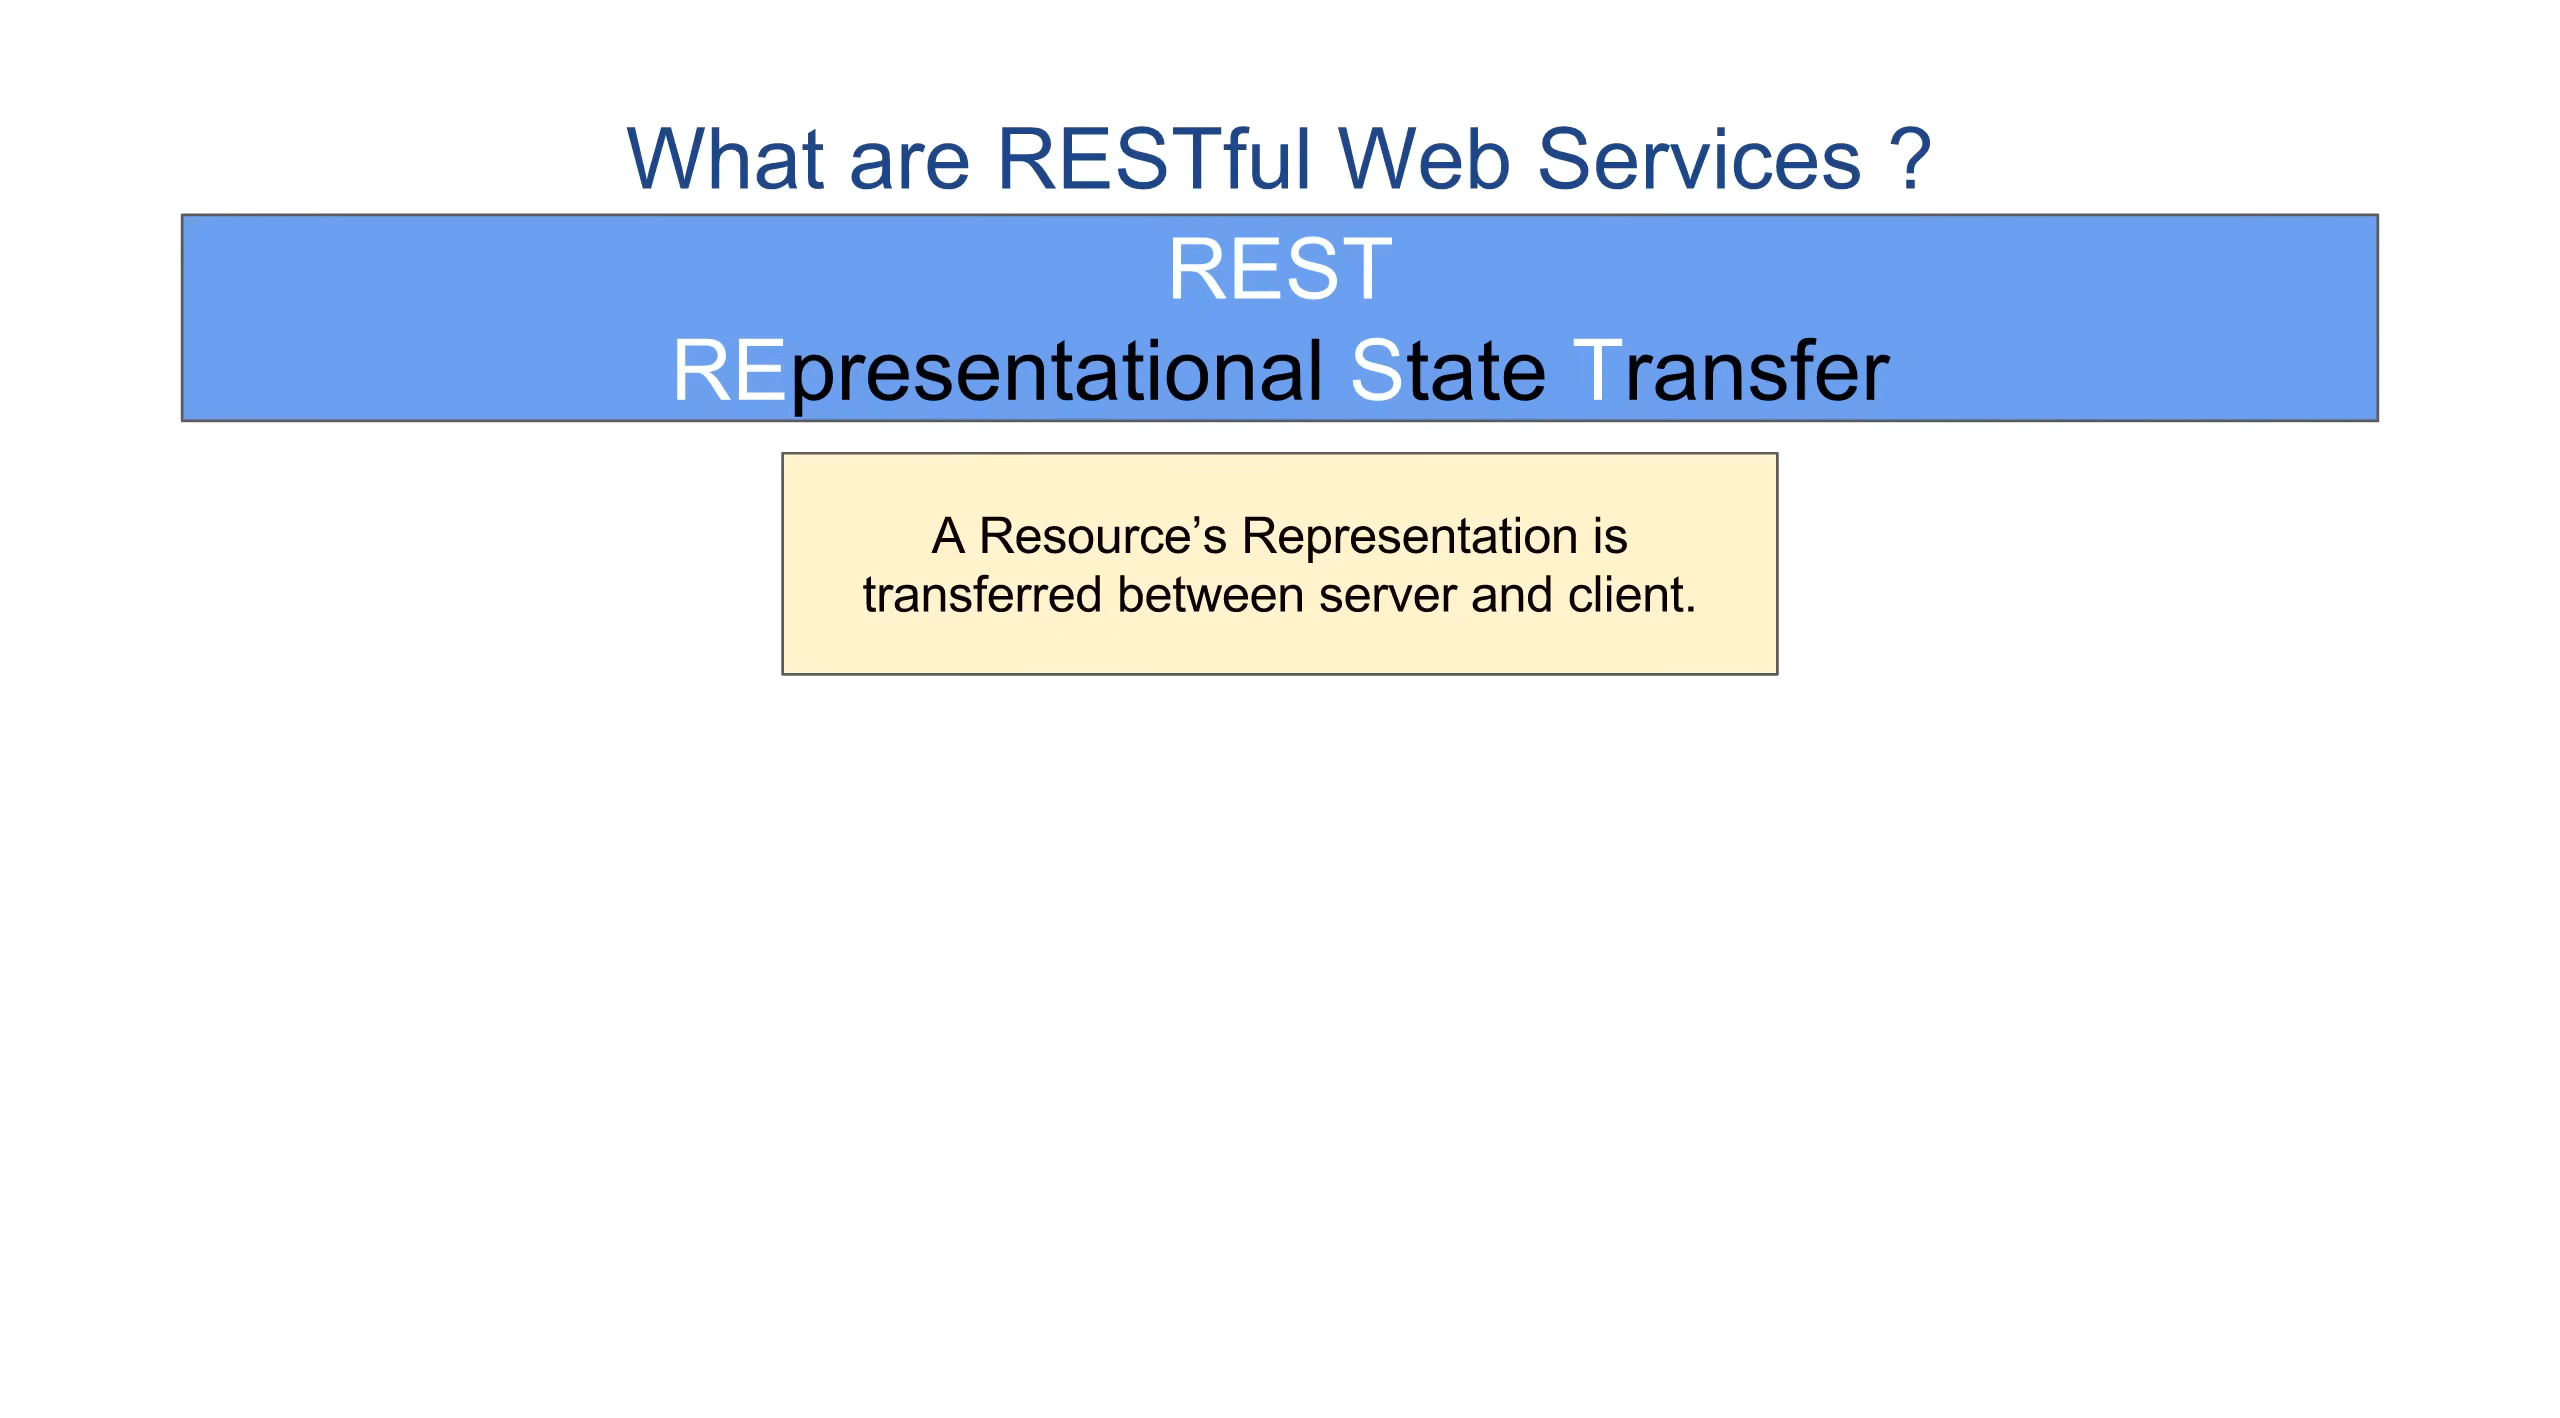 What are RESTful Web Services ?
REST
REpresentational State Transfer
A Resource’s Representation is
transferred between server and client.